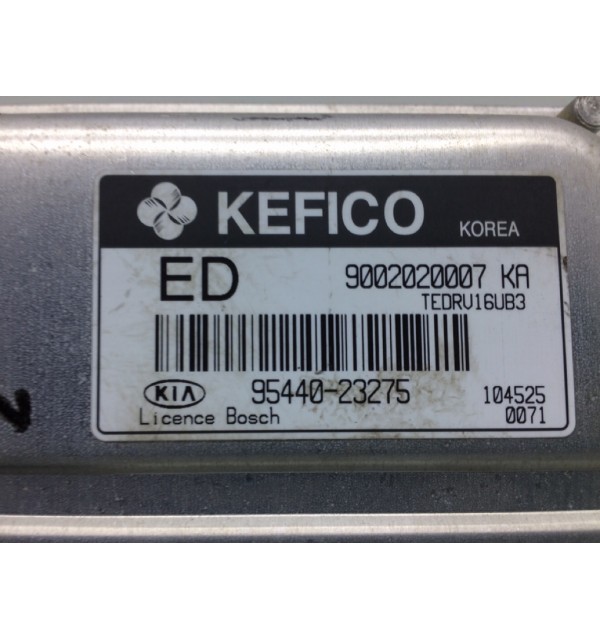 KEFICO KOREA
ED 9002020007 KA
TEDRV16UB3
95440-23275
KIA 104525
Licence Bosch 0071